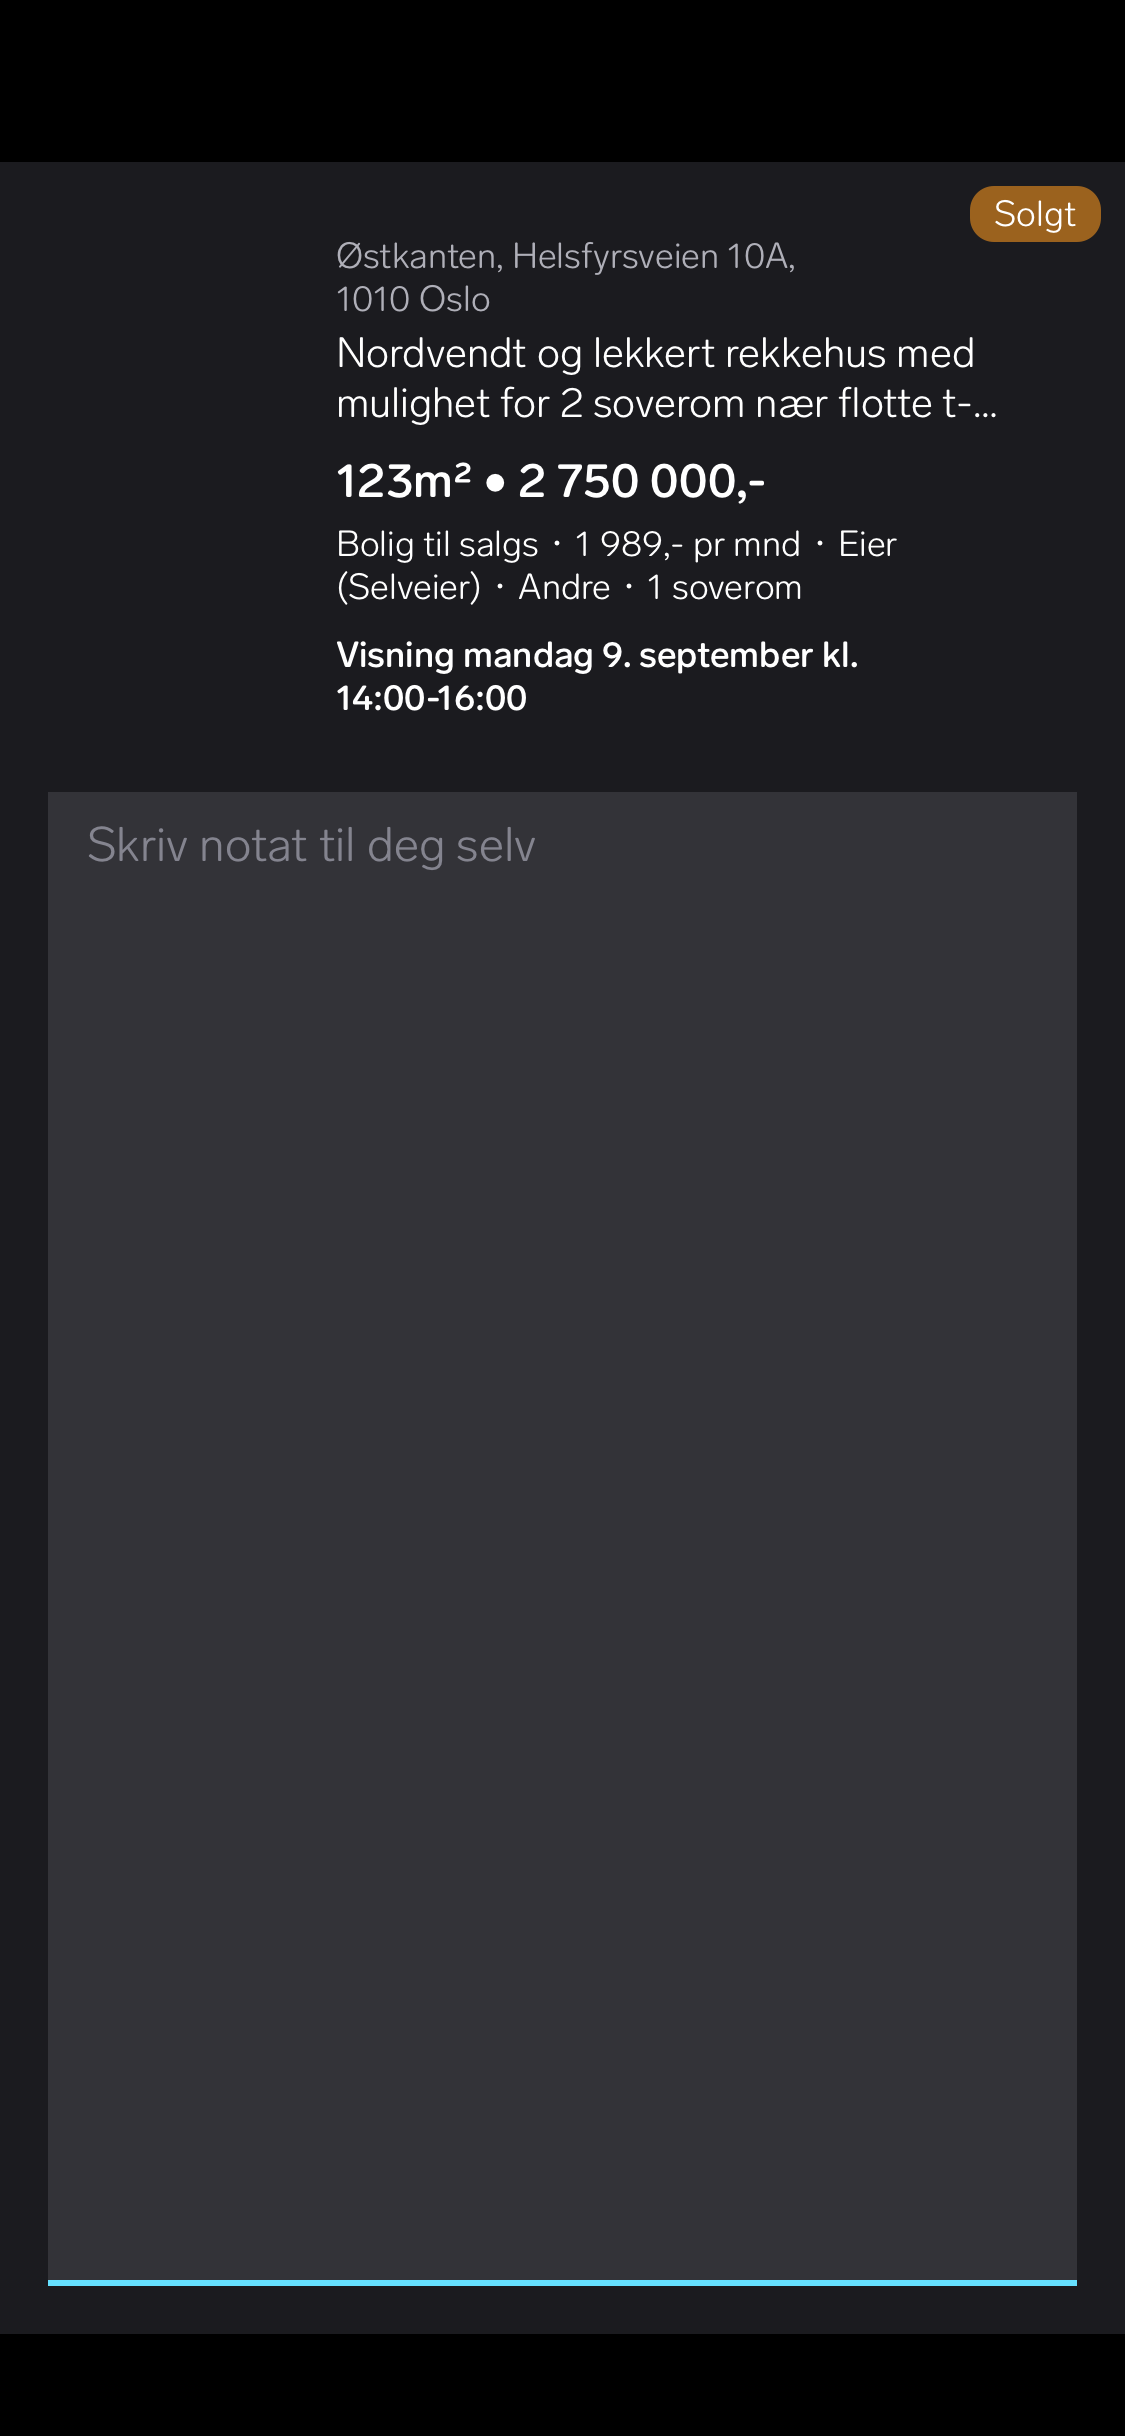 Solgt
Østkanten, Helsfyrsveien 10A,
1010 Oslo
Nordvendt og lekkert rekkehus med
mulighet for 2 soverom nær flotte t-...
123m² • 2 750 000,-
Bolig til salgs · 1 989,- pr mnd · Eier
(Selveier) · Andre · 1 soverom
Visning mandag 9. september kl.
14:00-16:00
Skriv notat til deg selv